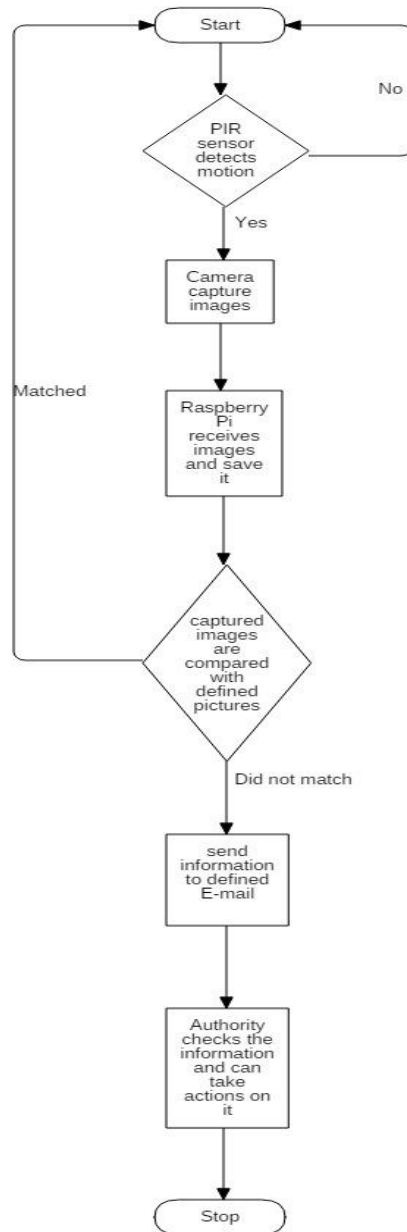 Start
No
PIR
sensor
detects
motion
Yes
Camera
capture
images
Matched
Raspberry
Pi
receives
images
and save
it
captured
images
are
compared
with
defined
pictures
Did not match
send
information
to defined
E-mail
Authority
checks the
information
and can
take
actions on
it
Stop